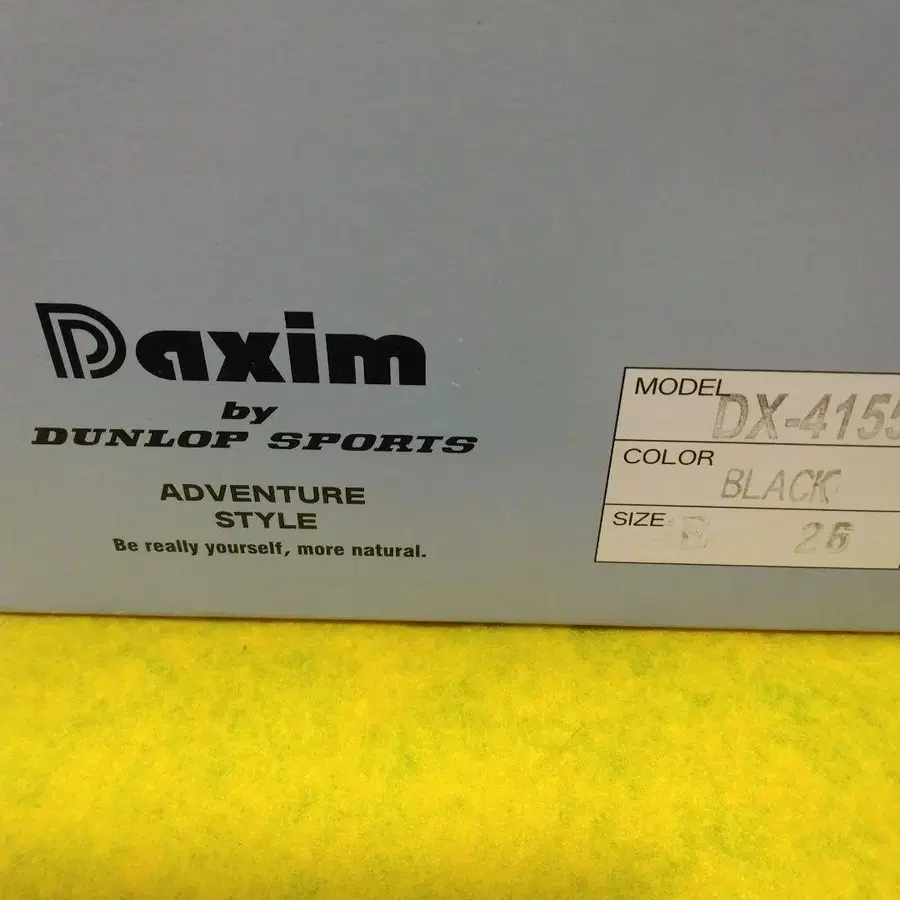 Daxim
by
DUNLOP SPORTS
ADVENTURE
STYLE
Be really yourself, more natural.
MODEL DX-4155
COLOR BLACK
SIZE 26